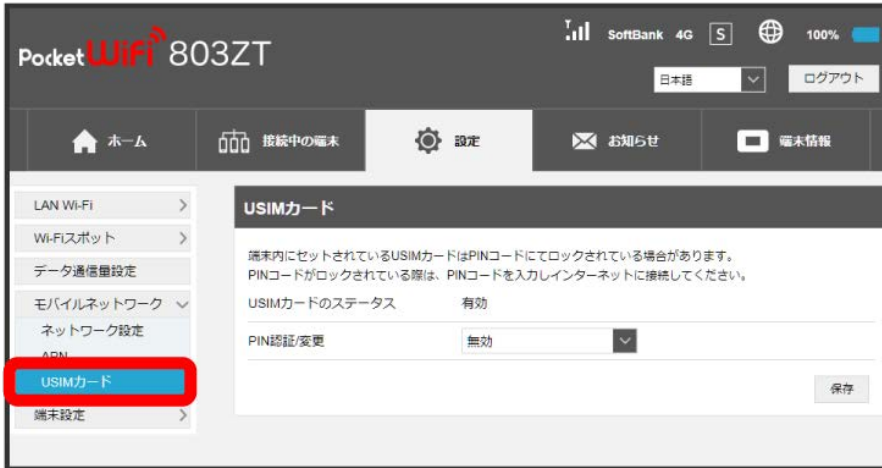 SoftBank 4G S 100%
Pocket WiFi 803ZT
日本語 ログアウト
ホーム 接続中の端末 設定 お知らせ 端末情報
LAN Wi-Fi
Wi-Fiスポット
データ通信量設定
モバイルネットワーク
ネットワーク設定
APN
USIMカード
端末設定
USIMカード
端末内にセットされているUSIMカードはPINコードにてロックされている場合があります。
PINコードがロックされている際は、PINコードを入力しインターネットに接続してください。
USIMカードのステータス 有効
PIN認証/変更 無効
保存